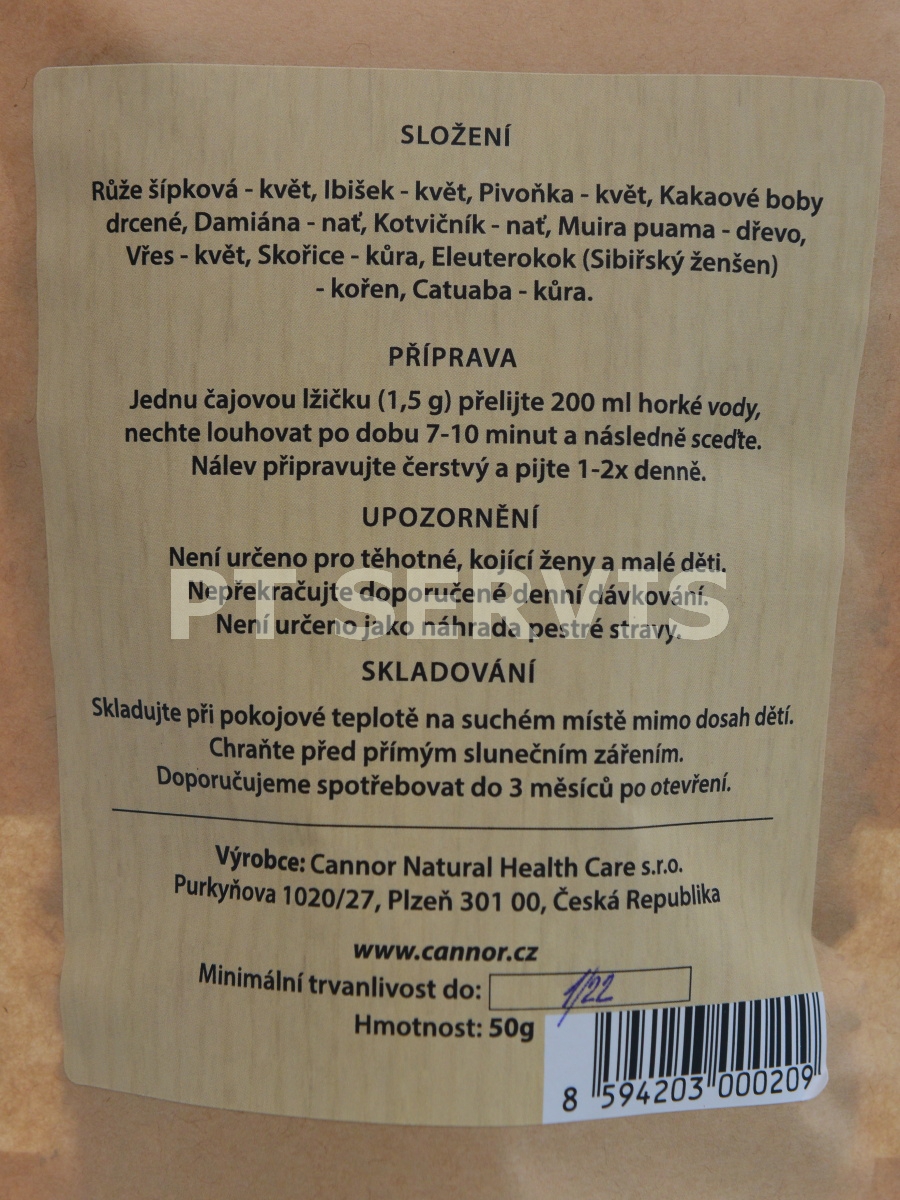 SLOŽENÍ
Růže šípková - květ, Ibišek - květ, Pivoňka - květ, Kakaové boby
drcené, Damiána - nať, Kotvičník - nať, Muira puama - dřevo,
Vřes - květ, Skořice - kůra, Eleuterokok (Sibiřský ženšen)
- kořen, Catuaba - kůra.
PŘÍPRAVA
Jednu čajovou lžičku (1,5 g) přelijte 200 ml horké vody,
nechte louhovat po dobu 7-10 minut a následně sceďte.
Nálev připravujte čerstvý a pijte 1-2x denně.
UPOZORNĚNÍ
Není určeno pro těhotné, kojící ženy a malé děti.
Nepřekračujte doporučené denní dávkování.
PT SERVIS
Není určeno jako náhrada pestré stravy.
SKLADOVÁNÍ
Skladujte při pokojové teplotě na suchém místě mimo dosah dětí.
Chraňte před přímým slunečním zářením.
Doporučujeme spotřebovat do 3 měsíců po otevření.
Výrobce: Cannor Natural Health Care s.r.o.
Purkyňova 1020/27, Plzeň 301 00, Česká Republika
www.cannor.cz
Minimální trvanlivost do: 1/22
Hmotnost: 50g
8 594203 000209